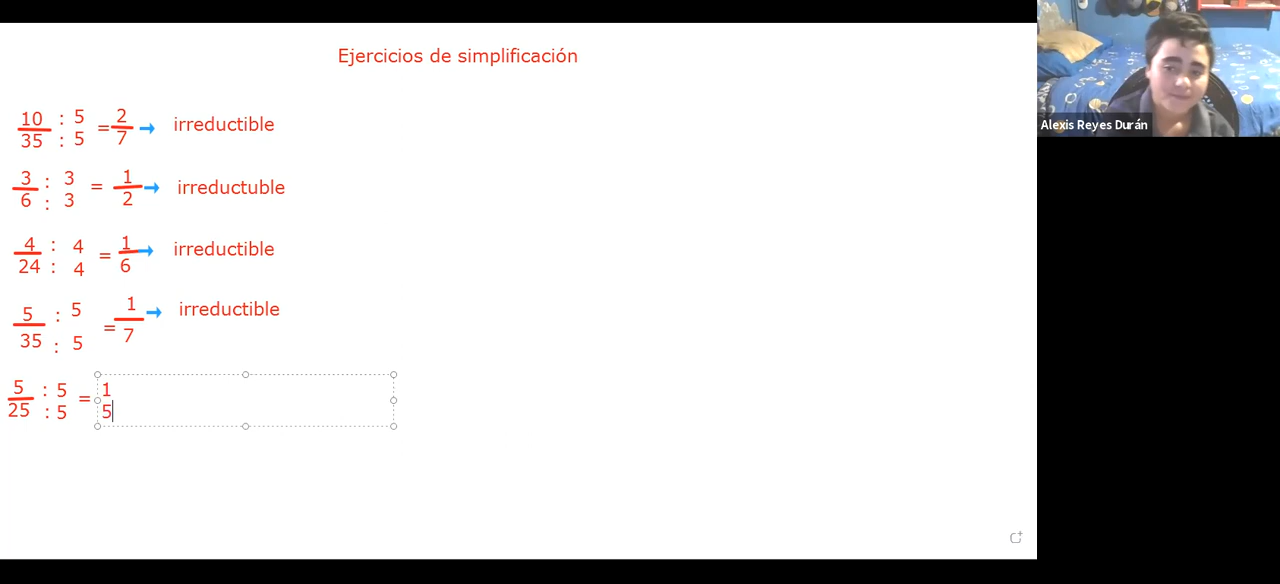 Ejercicios de simplificación
Alexis Reyes Durán
10 : 5 = 2
35 : 5 7
irreductible
3 : 3 = 1
6 : 3 2
irreductuble
4 : 4 = 1
24 : 4 6
irreductible
5 : 5 = 1
35 : 5 7
irreductible
5 : 5 = 1
25 : 5 5